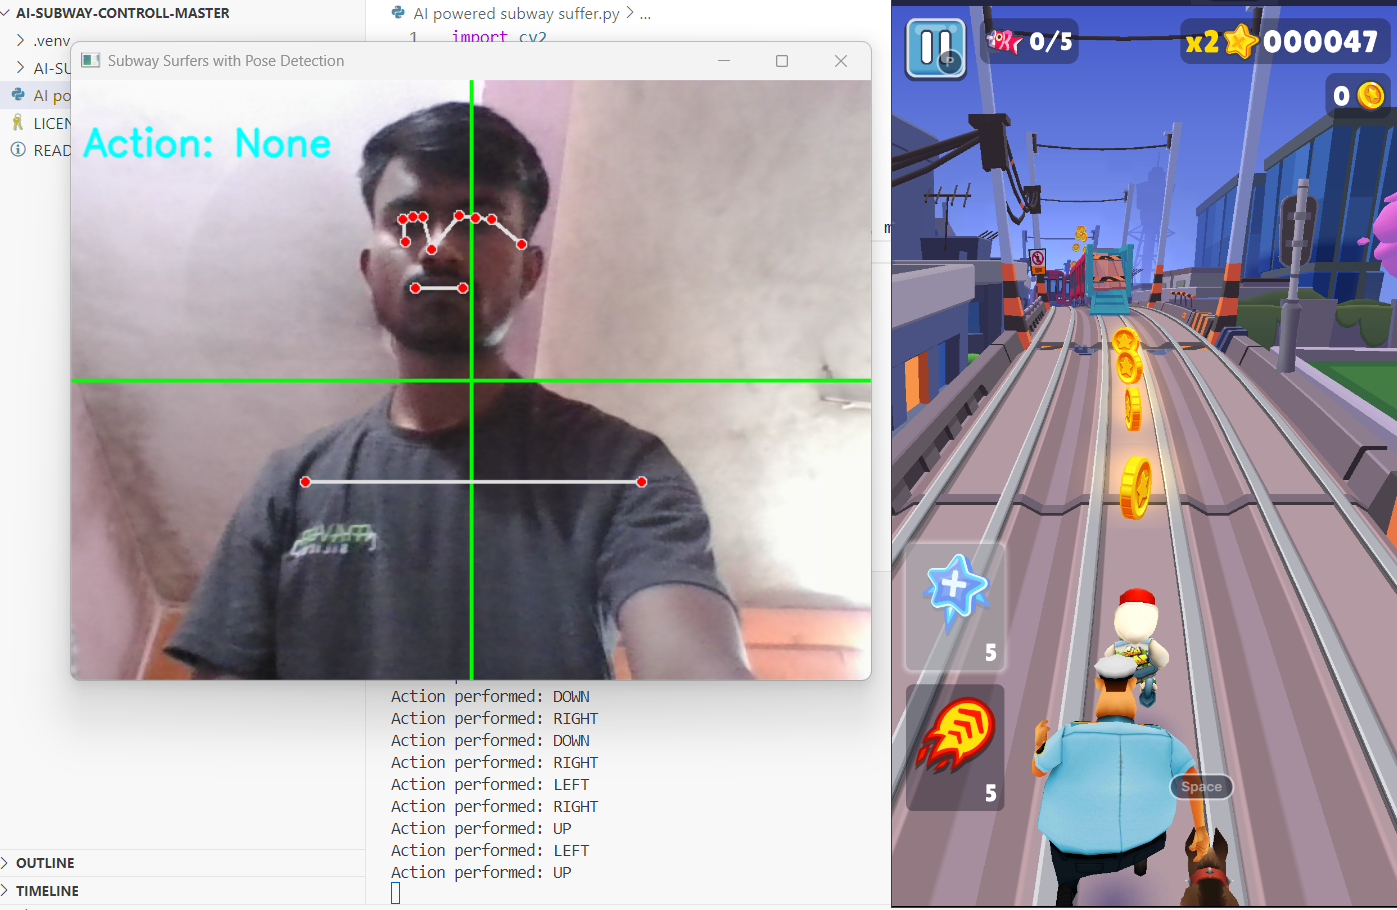 AI-SUBWAY-CONTROLL-MASTER
.venv
AI-SU
AI po
LICEN
READ
AI powered subway suffer.py > ...
1 import cv2
Subway Surfers with Pose Detection
Action: None
m
Action performed: DOWN
Action performed: RIGHT
Action performed: DOWN
Action performed: RIGHT
Action performed: LEFT
Action performed: RIGHT
Action performed: UP
Action performed: LEFT
Action performed: UP
OUTLINE
TIMELINE
P
0/5
x2
000047
0
5
5
Space